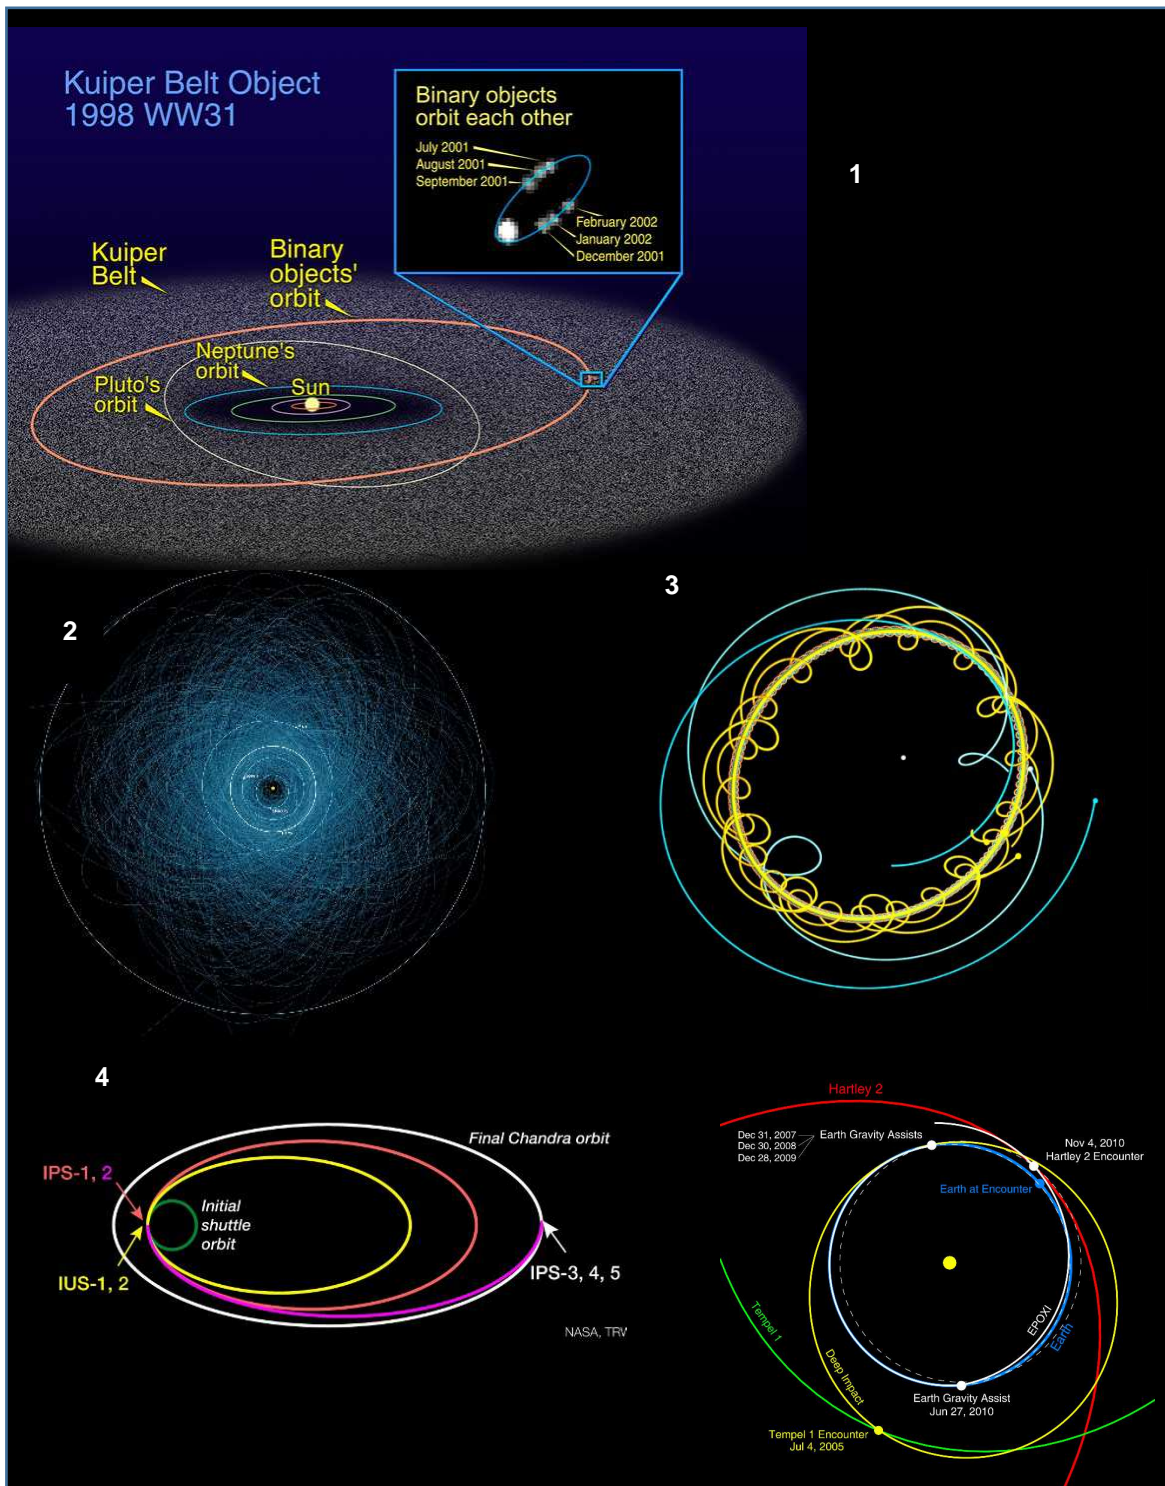 Kuiper Belt Object
1998 WW31
Binary objects
orbit each other
July 2001
August 2001
September 2001
February 2002
January 2002
December 2001
1
Kuiper
Belt
Binary
objects'
orbit
Neptune's
orbit
Sun
Pluto's
orbit
2
3
4
Final Chandra orbit
IPS-1, 2
Initial
shuttle
orbit
IUS-1, 2
IPS-3, 4, 5
NASA, TRW
Hartley 2
Dec 31, 2007
Dec 30, 2008
Dec 28, 2009
Earth Gravity Assists
Nov 4, 2010
Hartley 2 Encounter
Earth at Encounter
EPOXI
Earth
Tempel 1
Deep Impact
Earth Gravity Assist
Jun 27, 2010
Tempel 1 Encounter
Jul 4, 2005